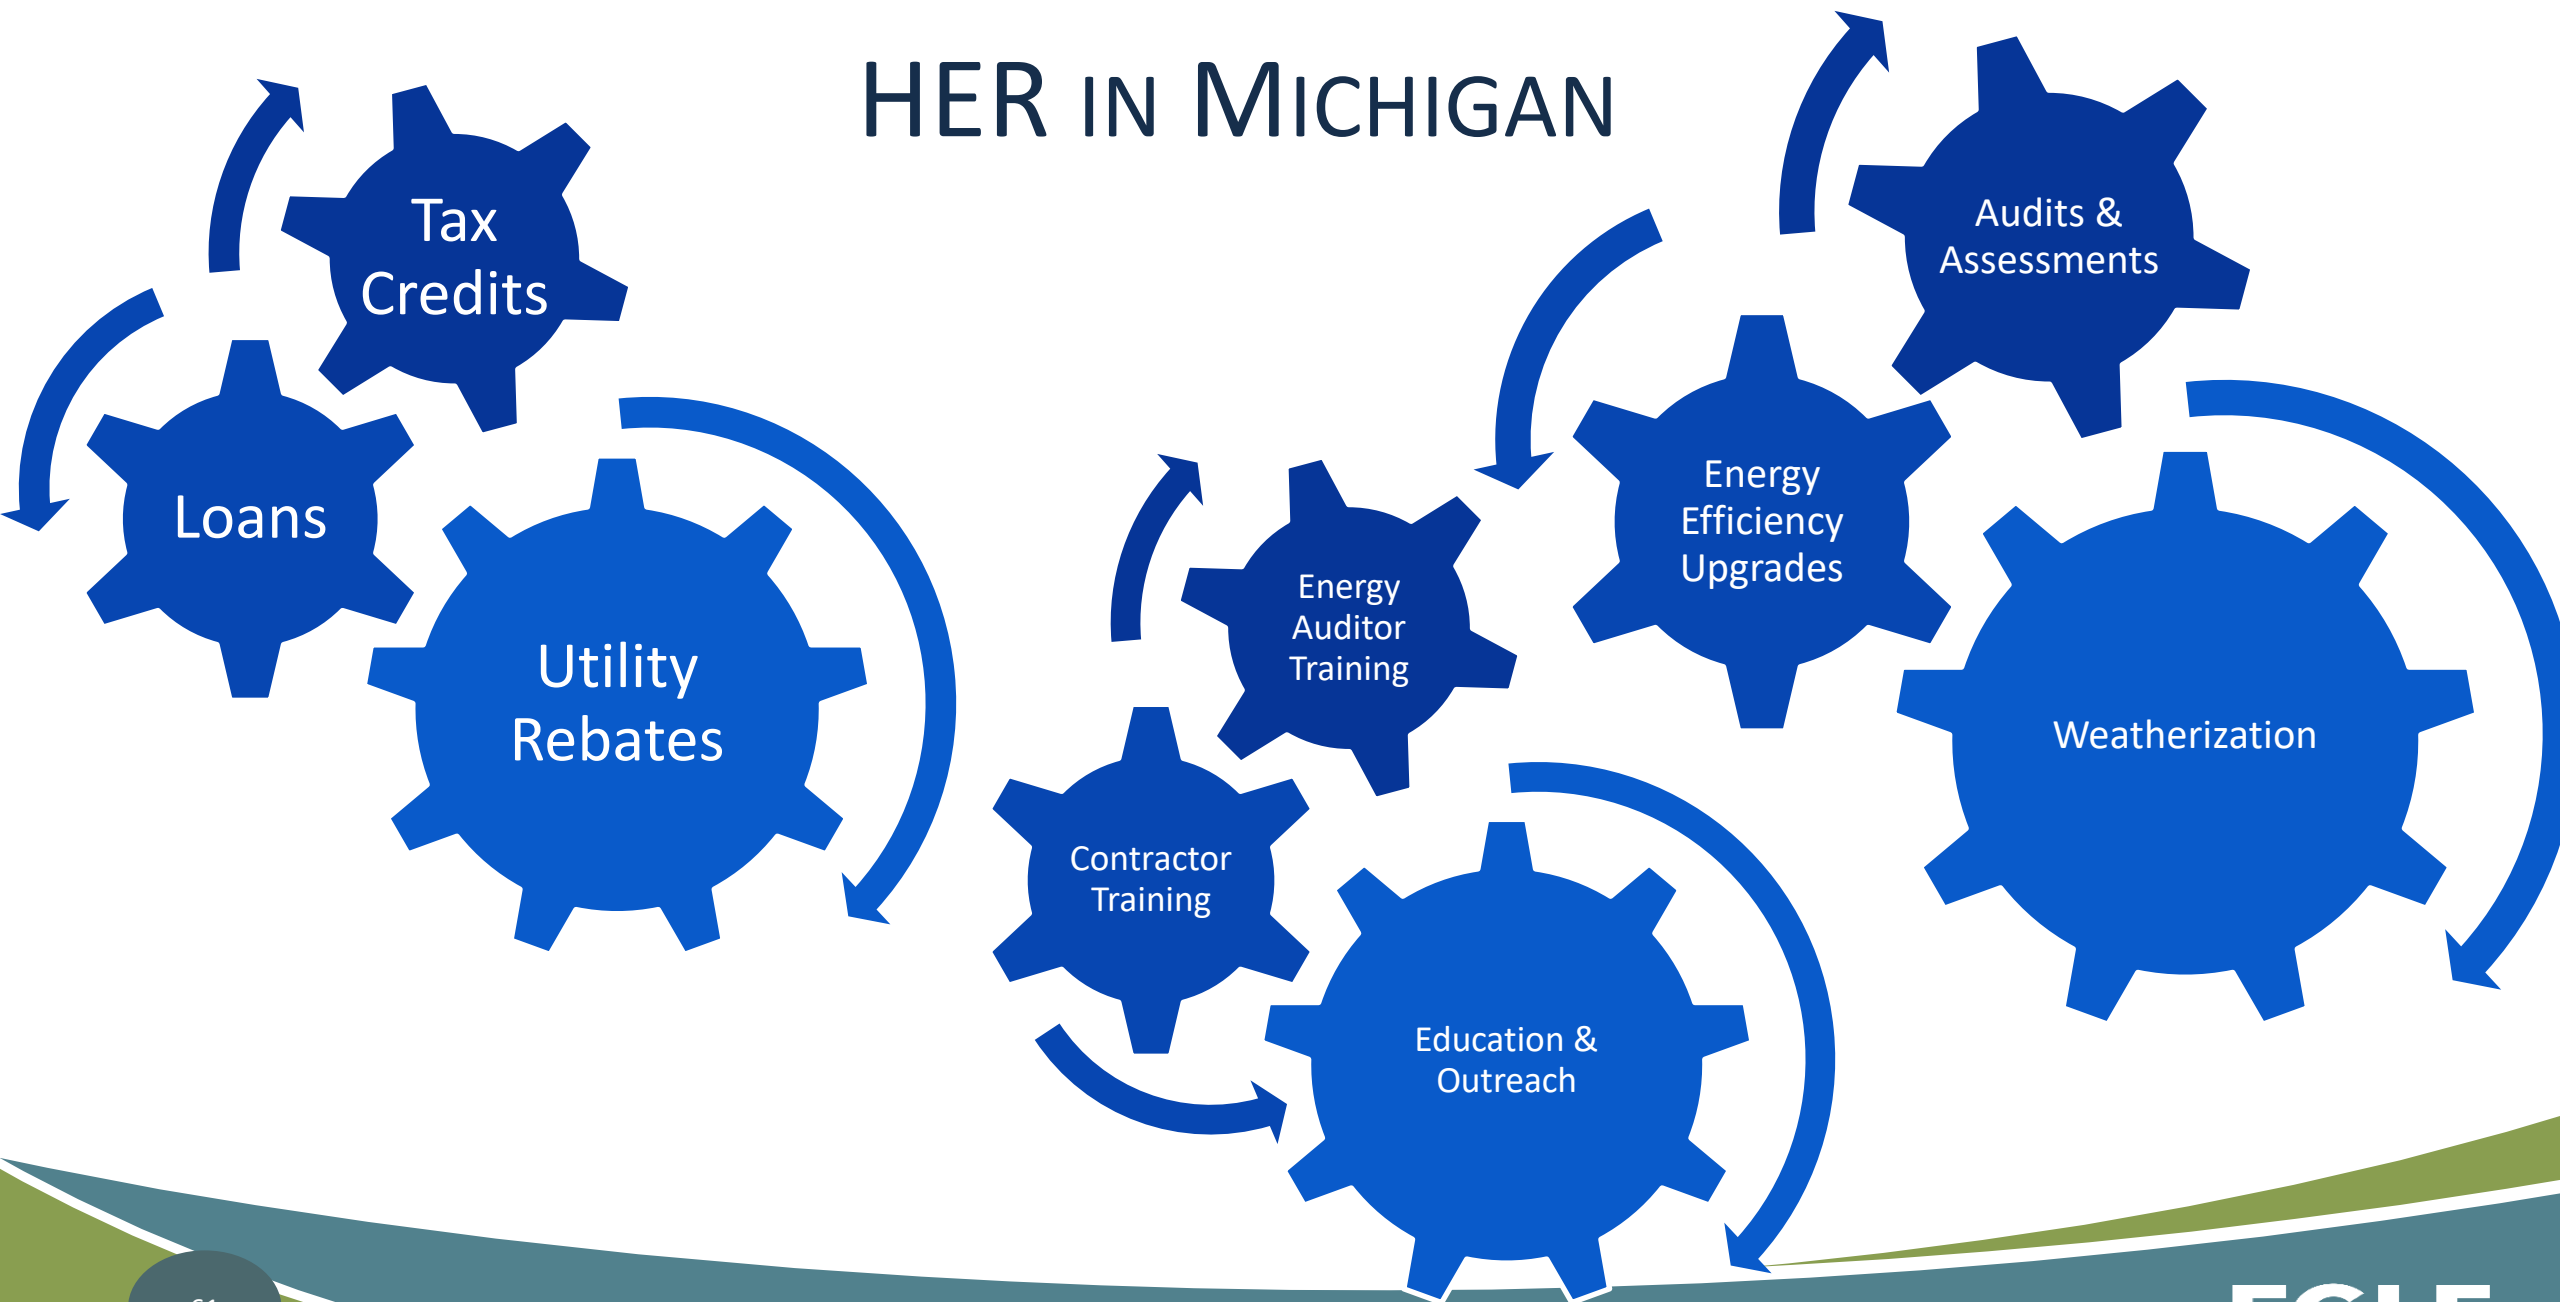 HER IN MICHIGAN
Tax
Credits
Loans
Utility
Rebates
Energy
Auditor
Training
Contractor
Training
Education &
Outreach
Audits &
Assessments
Energy
Efficiency
Upgrades
Weatherization